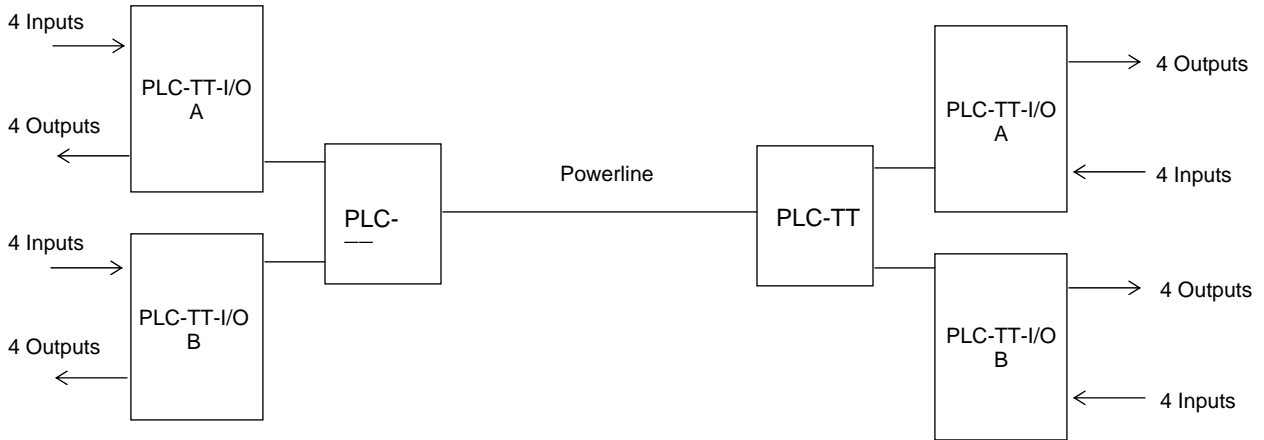 4 Inputs
PLC-TT-I/O
A
4 Outputs
4 Inputs
PLC-TT-I/O
B
4 Outputs
PLC-
Powerline
PLC-TT
PLC-TT-I/O
A
4 Outputs
4 Inputs
PLC-TT-I/O
B
4 Outputs
4 Inputs